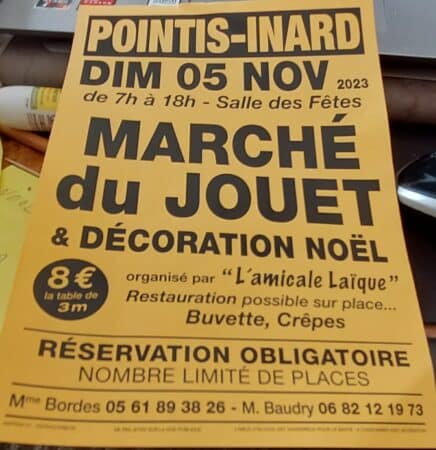 POINTIS-INARD
DIM 05 NOV 2023
de 7h à 18h - Salle des Fêtes
MARCHÉ
du JOUET
& DÉCORATION NOËL
8 €
la table de
3m
organisé par "L'amicale Laïque"
Restauration possible sur place...
Buvette, Crêpes
RÉSERVATION OBLIGATOIRE
NOMBRE LIMITÉ DE PLACES
Mme Bordes 05 61 89 38 26 - M. Baudry 06 82 12 19 73